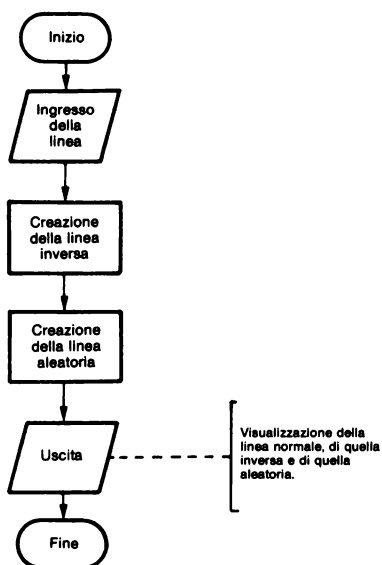 Inizio
Ingresso
della
linea
Creazione
della linea
inversa
Creazione
della linea
aleatoria
Uscita
Visualizzazione della
linea normale, di quella
inversa e di quella
aleatoria.
Fine